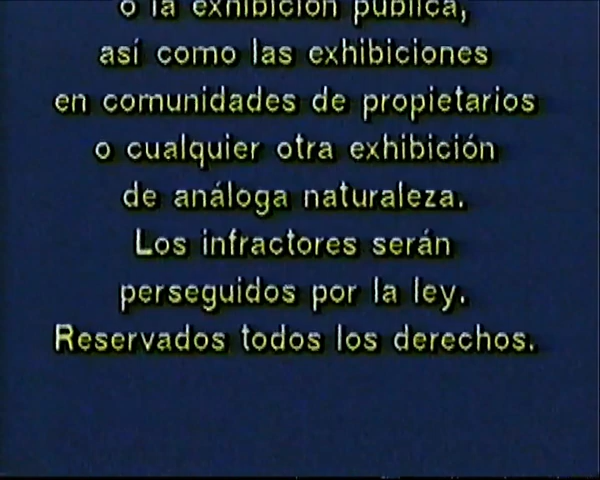 o la exhibición pública,
así como las exhibiciones
en comunidades de propietarios
o cualquier otra exhibición
de análoga naturaleza.
Los infractores serán
perseguidos por la ley.
Reservados todos los derechos.